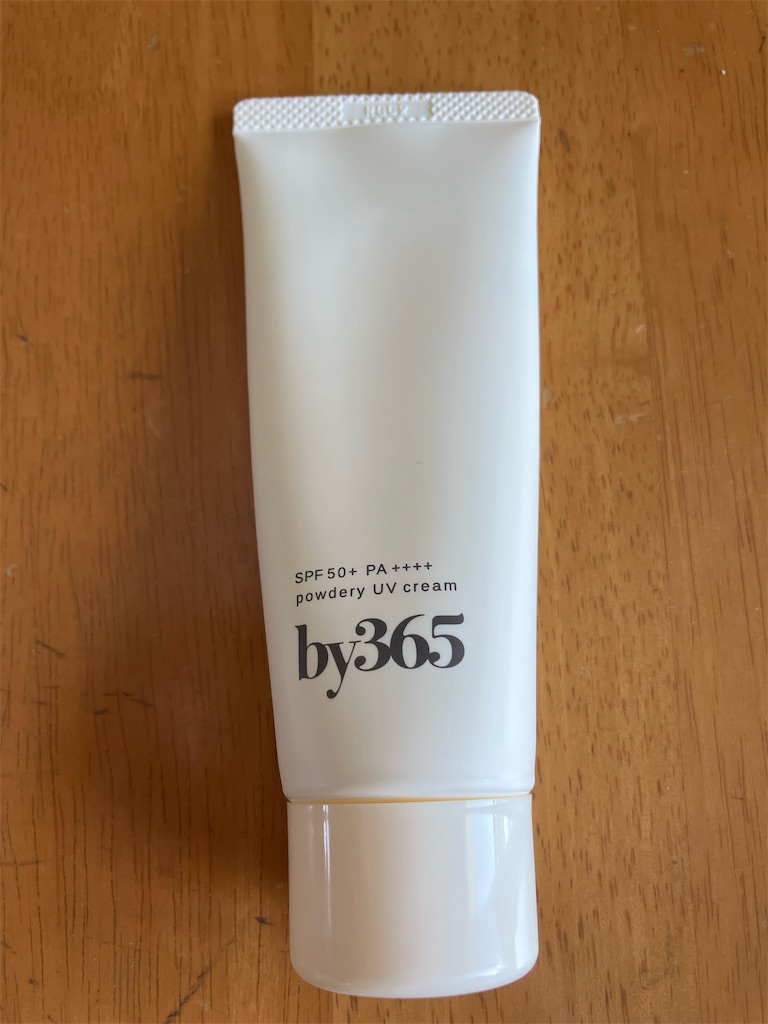 SPF50+ PA++++
powdery UV cream
by365